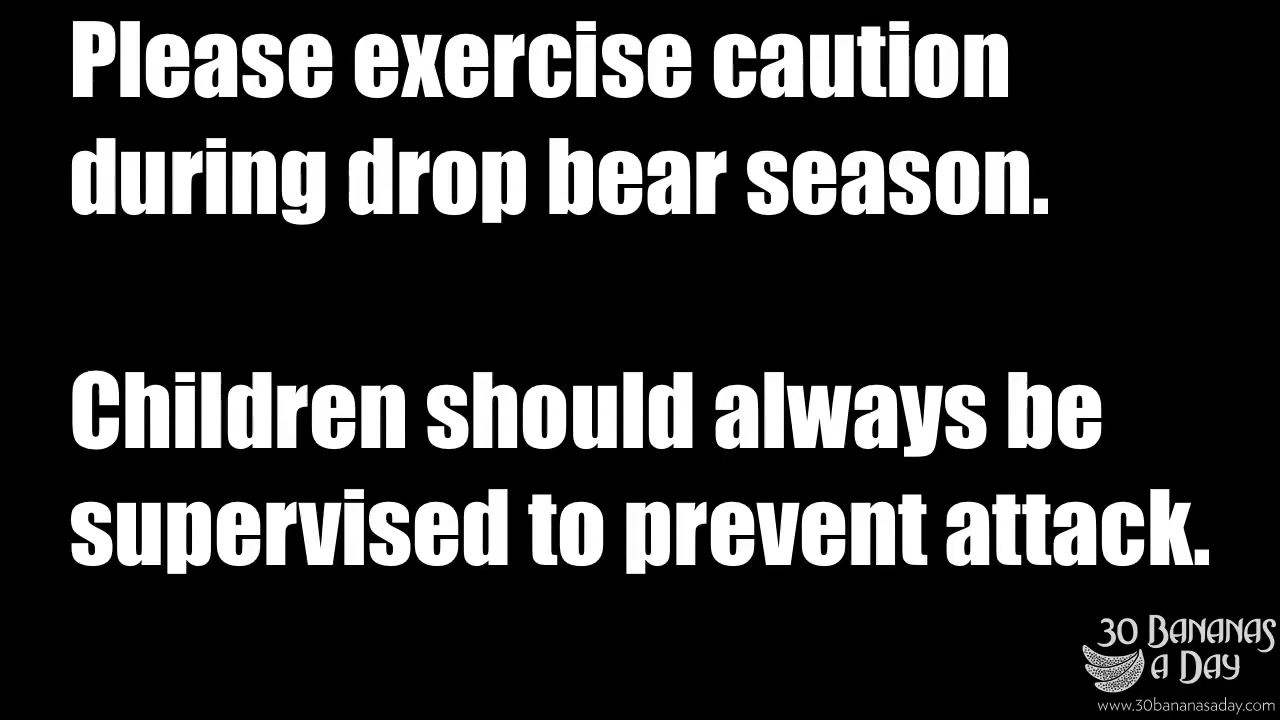 Please exercise caution
during drop bear season.
Children should always be
supervised to prevent attack.
30 BANANAS
A DAY
www.30bananasaday.com